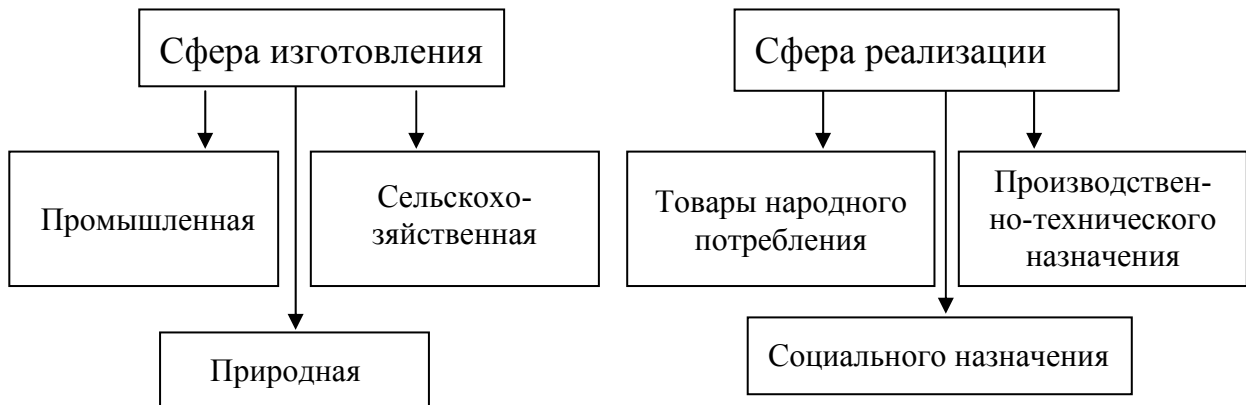 Сфера изготовления
Сфера реализации
Промышленная
Сельскохо-
зяйственная
Товары народного
потребления
Производствен-
но-технического
назначения
Природная
Социального назначения